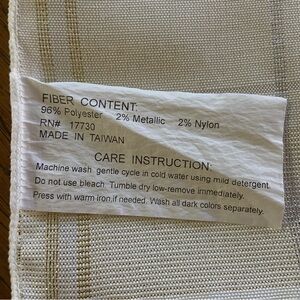 FIBER CONTENT:
96% Polyester 2% Metallic 2% Nylon
RN# 17730
MADE IN TAIWAN
CARE INSTRUCTION:
Machine wash gentle cycle in cold water using mild detergent.
Do not use bleach. Tumble dry low-remove immediately.
Press with warm iron,if needed. Wash all dark colors separately.